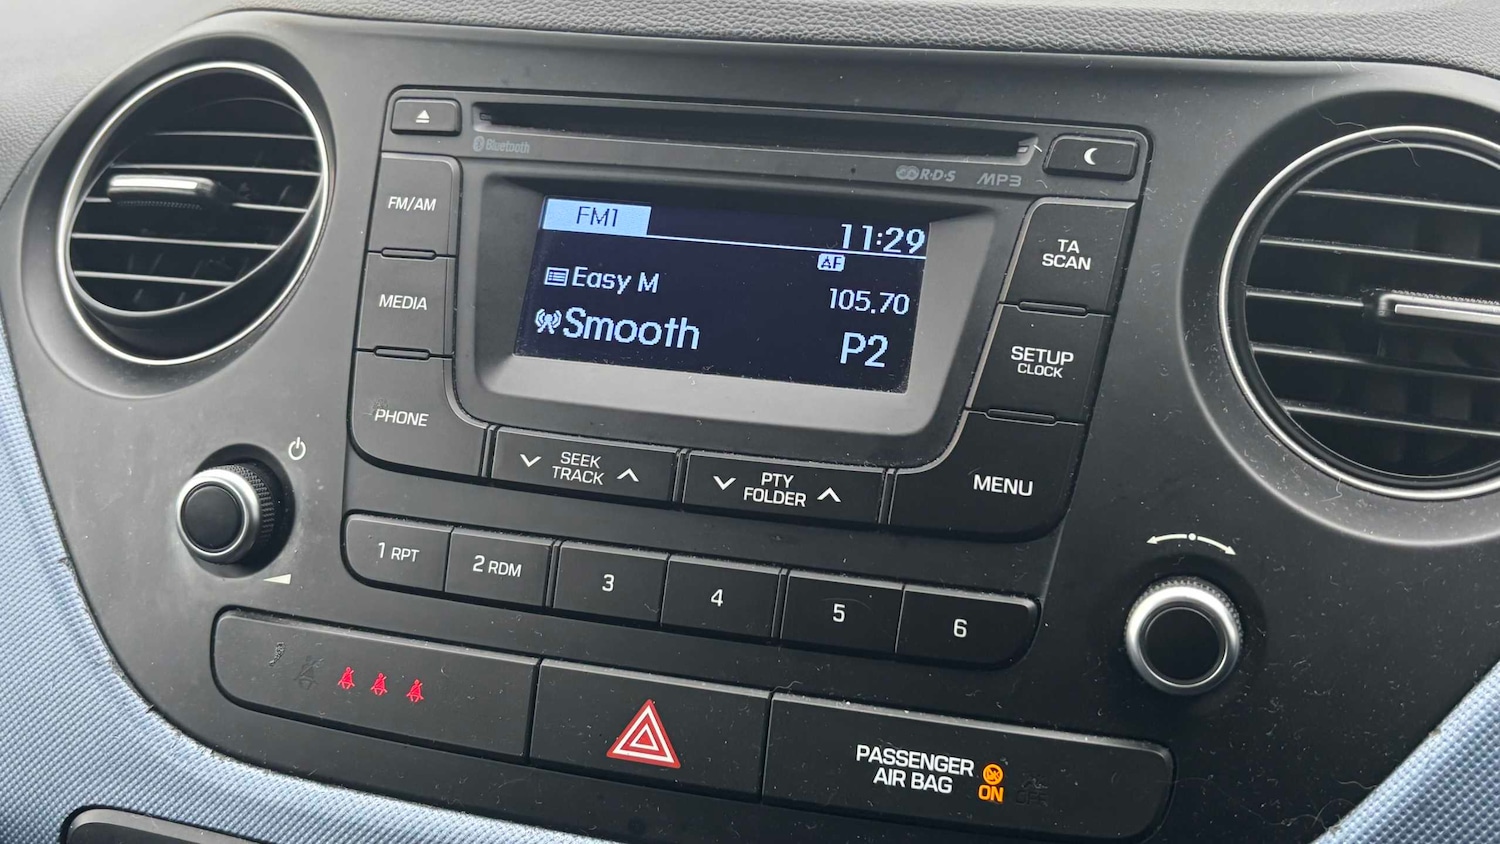 Bluetooth
R·D·S
MP3
FM/AM
MEDIA
PHONE
FM1
11:29
AF
Easy M
105.70
Smooth
P2
TA
SCAN
SETUP
CLOCK
SEEK
TRACK
PTY
FOLDER
MENU
1 RPT
2 RDM
3
4
5
6
PASSENGER
AIR BAG
ON
OFF